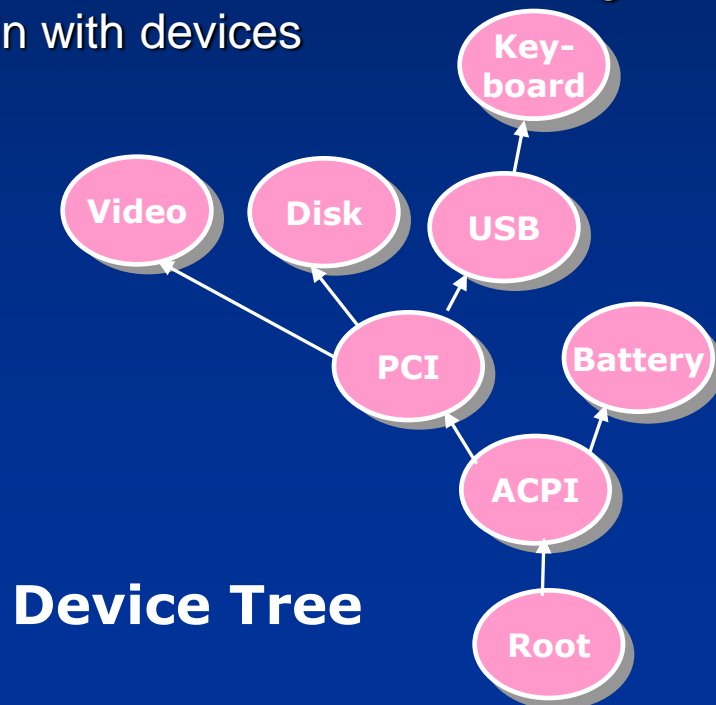 n with devices
Key-
board
Video
Disk
USB
PCI
Battery
ACPI
Device Tree
Root